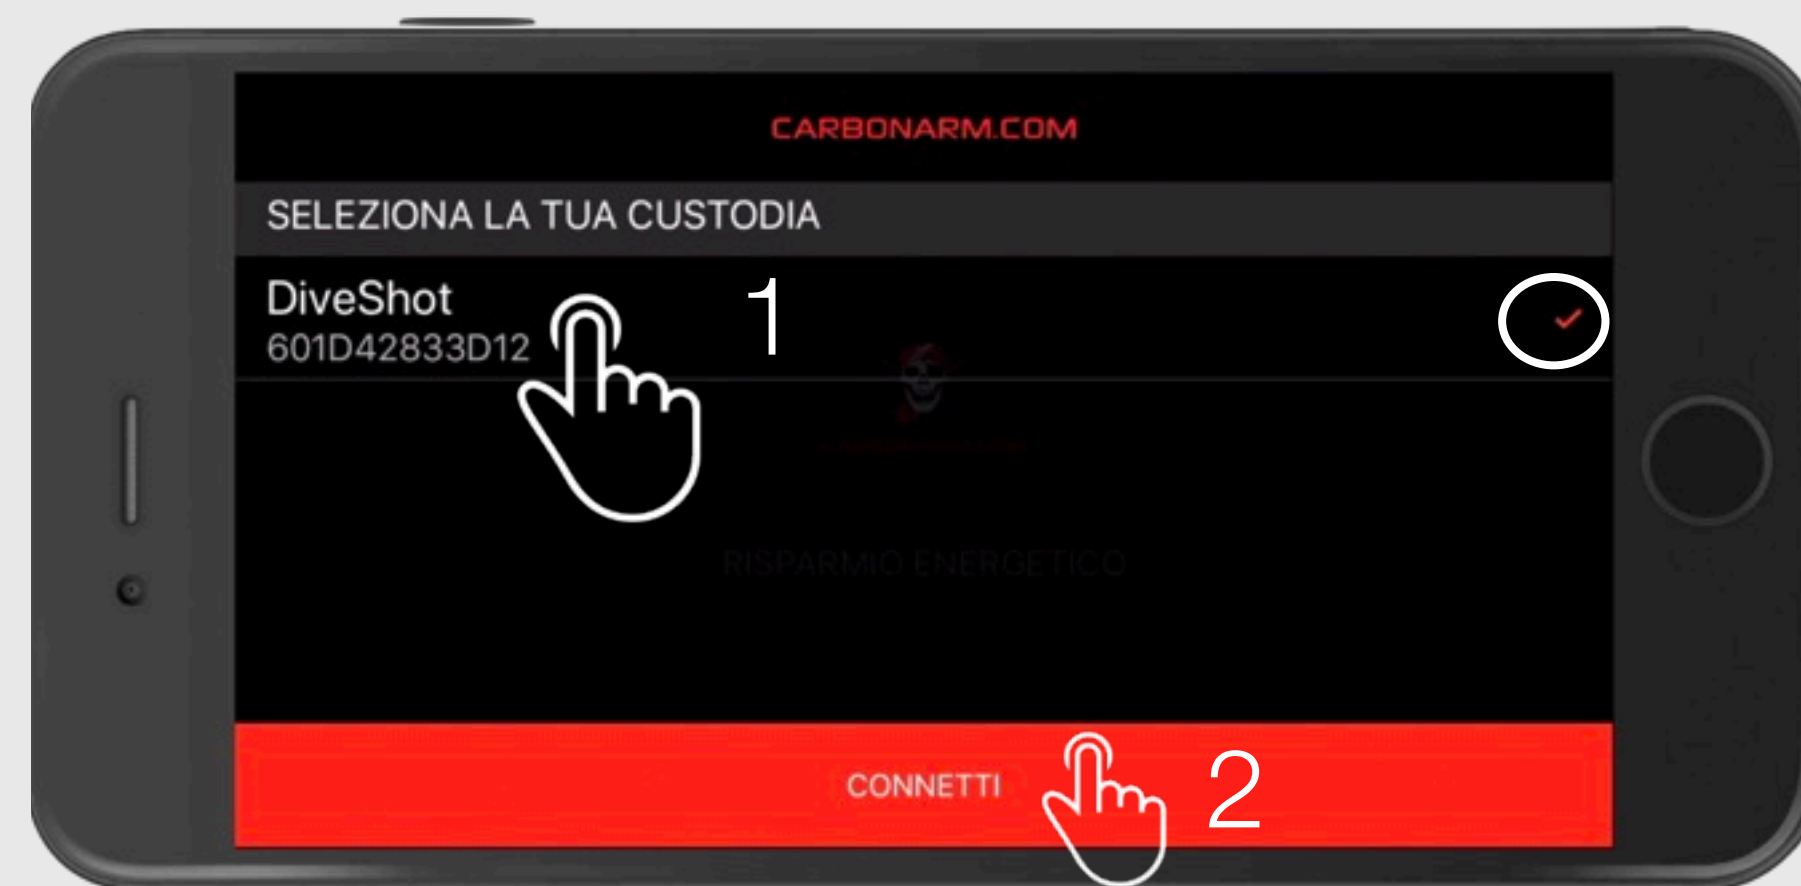 CARBONARM.COM
SELEZIONA LA TUA CUSTODIA
DiveShot
1
601D42833D12
RISPARMIO ENERGETICO
CONNETTI
2